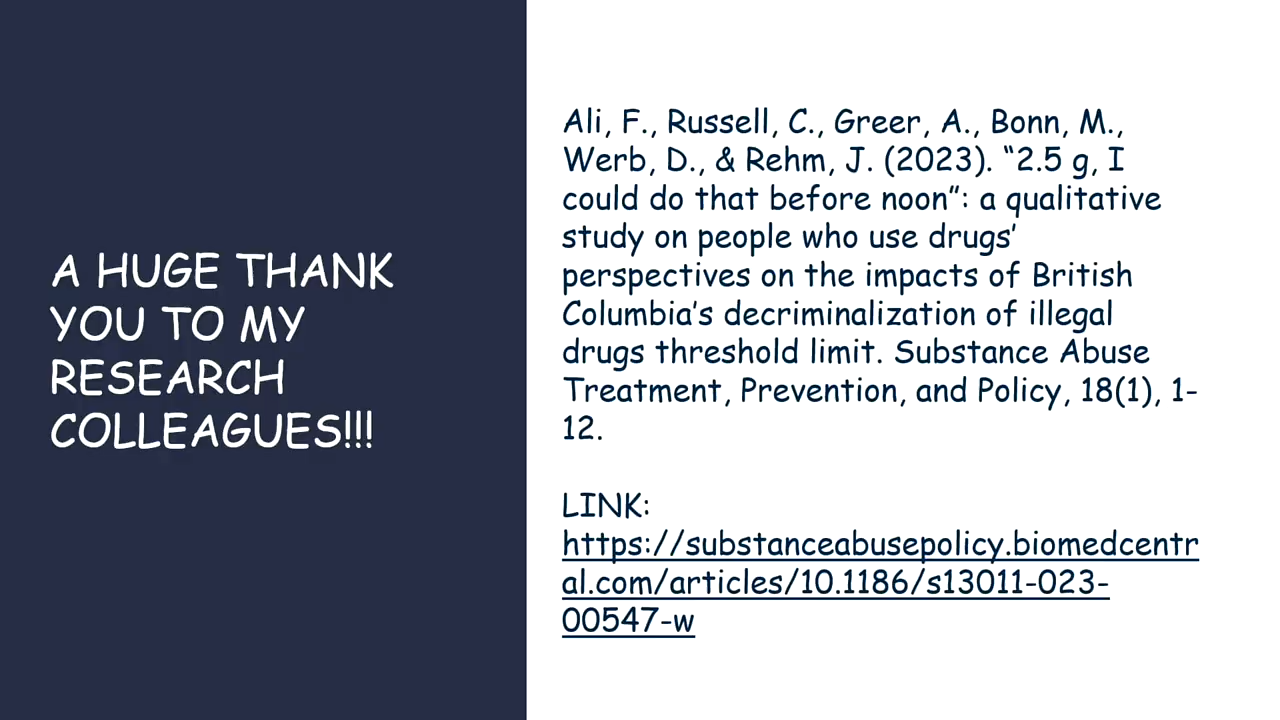 A HUGE THANK
YOU TO MY
RESEARCH
COLLEAGUES!!!
Ali, F., Russell, C., Greer, A., Bonn, M.,
Werb, D., & Rehm, J. (2023). “2.5 g, I
could do that before noon”: a qualitative
study on people who use drugs’
perspectives on the impacts of British
Columbia’s decriminalization of illegal
drugs threshold limit. Substance Abuse
Treatment, Prevention, and Policy, 18(1), 1-
12.
LINK:
https://substanceabusepolicy.biomedcentr
al.com/articles/10.1186/s13011-023-
00547-w